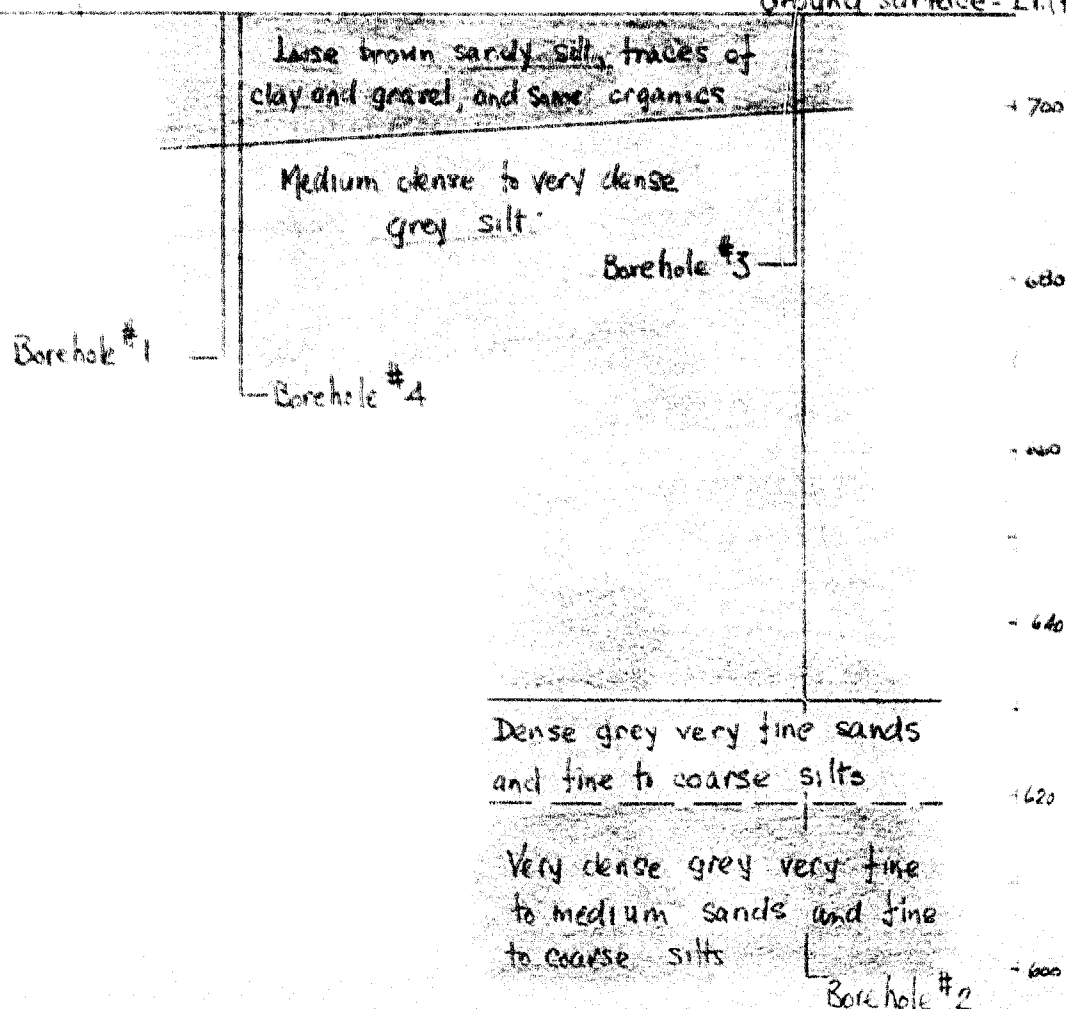 Ground surface - El.
Loose brown sandy silt, traces of
clay and gravel, and some organics
700
Medium dense to very dense
grey silt
Borehole #3
680
Borehole #1
Borehole #4
660
640
Dense grey very fine sands
and fine to coarse silts
620
Very dense grey very fine
to medium sands and fine
to coarse silts
600
Borehole #2